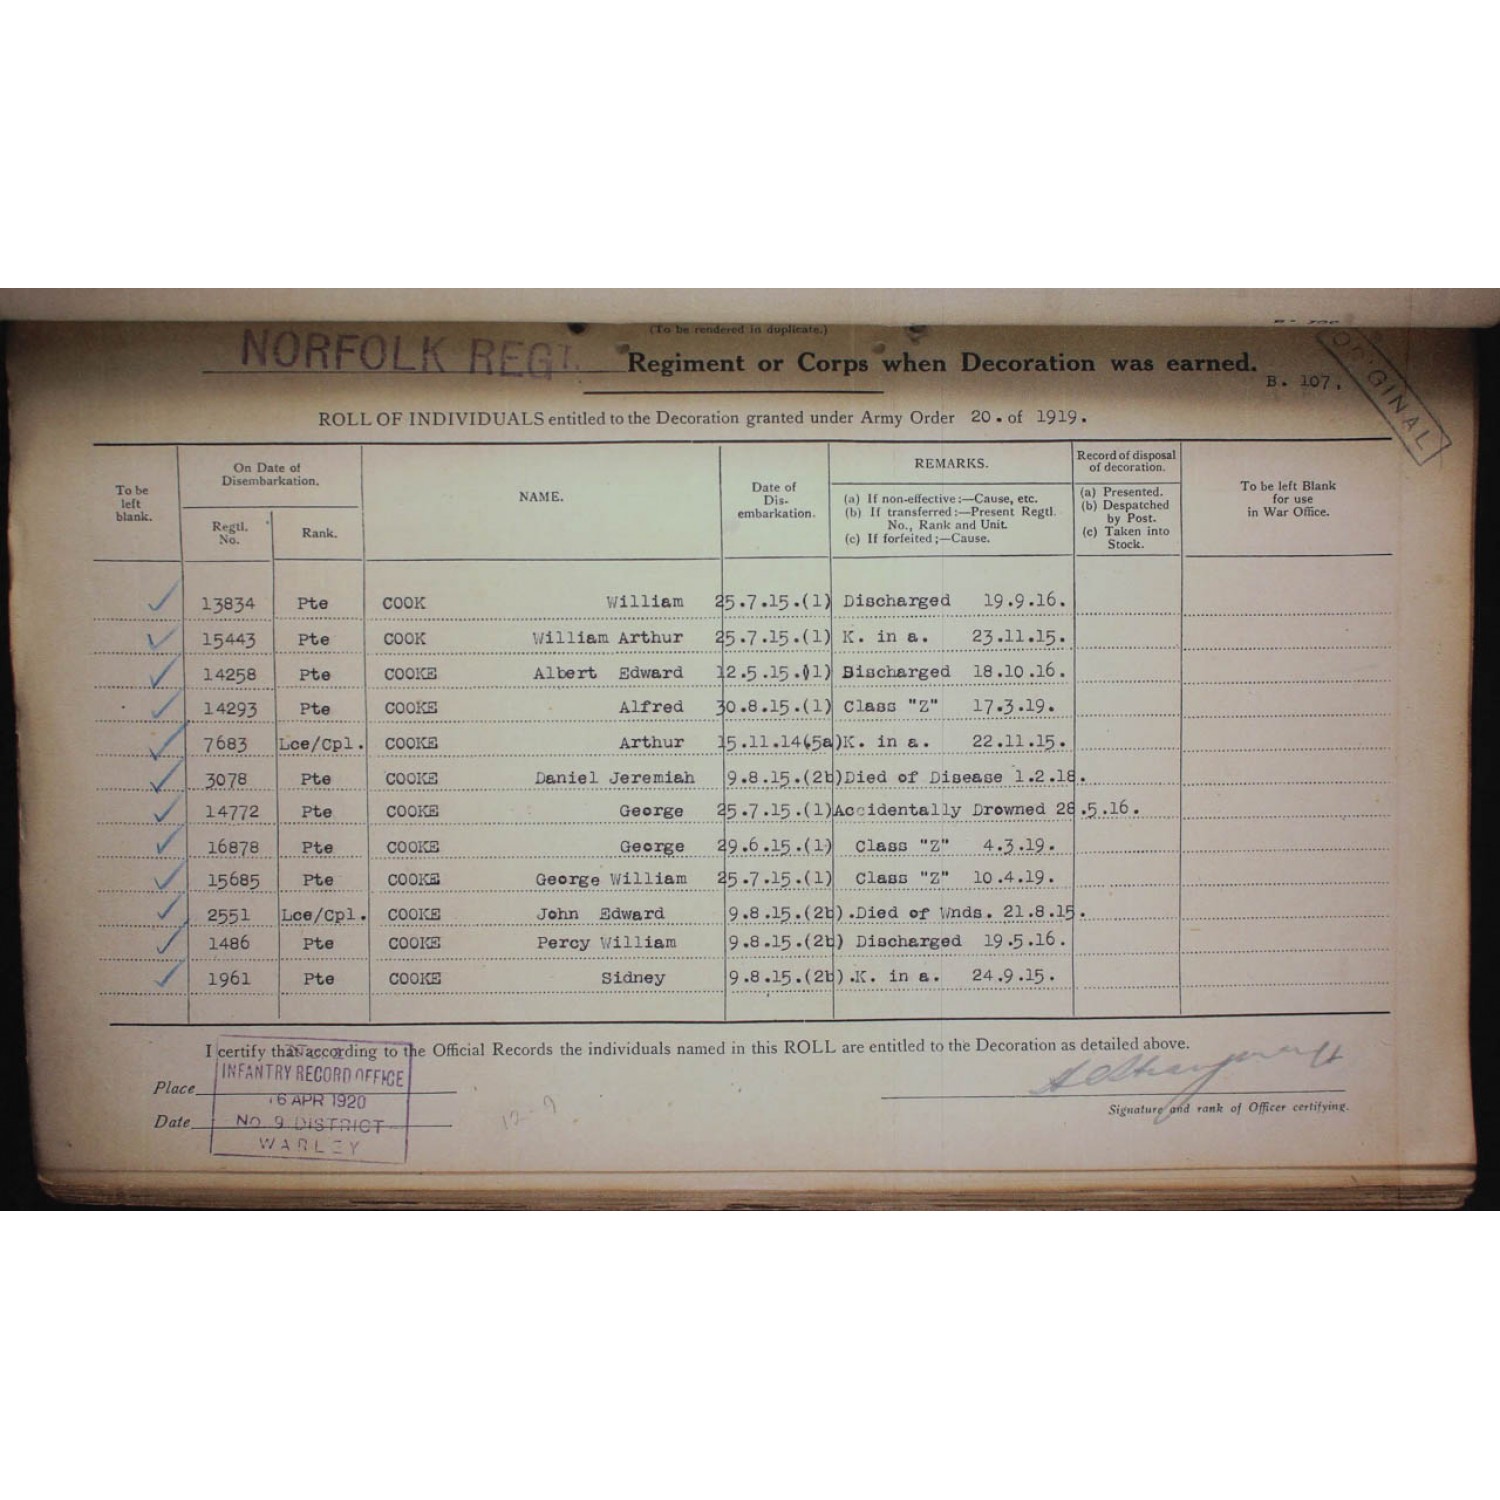 (To be rendered in duplicate.)
NORFOLK REGT. Regiment or Corps when Decoration was earned.
B. 107.
ORIGINAL
ROLL OF INDIVIDUALS entitled to the Decoration granted under Army Order 20. of 1919.
To be left blank.
On Date of Disembarkation.
Regtl. No.
Rank.
NAME.
Date of Dis-embarkation.
REMARKS.
(a) If non-effective:—Cause, etc.
(b) If transferred:—Present Regtl. No., Rank and Unit.
(c) If forfeited;—Cause.
Record of disposal of decoration.
(a) Presented.
(b) Despatched by Post.
(c) Taken into Stock.
To be left Blank for use in War Office.
13834 Pte COOK William 25.7.15.(1) Discharged 19.9.16.
15443 Pte COOK William Arthur 25.7.15.(1) K. in a. 23.11.15.
14258 Pte COOKE Albert Edward 12.5.15.(1) Bischarged 18.10.16.
14293 Pte COOKE Alfred 30.8.15.(1) Class "Z" 17.3.19.
7683 Lce/Cpl. COOKE Arthur 15.11.14(5a) K. in a. 22.11.15.
3078 Pte COOKE Daniel Jeremiah 9.8.15.(2b) Died of Disease 1.2.18.
14772 Pte COOKE George 25.7.15.(1) Accidentally Drowned 28.5.16.
16878 Pte COOKE George 29.6.15.(1) Class "Z" 4.3.19.
15685 Pte COOKE George William 25.7.15.(1) Class "Z" 10.4.19.
2551 Lce/Cpl. COOKE John Edward 9.8.15.(2b) .Died of Wnds. 21.8.15.
1486 Pte COOKE Percy William 9.8.15.(2b) Discharged 19.5.16.
1961 Pte COOKE Sidney 9.8.15.(2b) .K. in a. 24.9.15.
I certify that according to the Official Records the individuals named in this ROLL are entitled to the Decoration as detailed above.
INFANTRY RECORD OFFICE
Place
6 APR 1920
Date
No 9 DISTRICT
WARLEY
Signature and rank of Officer certifying.